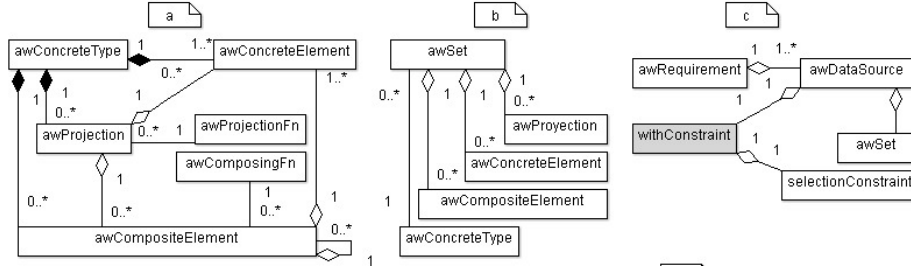 a
b
c
awConcreteType
1
1..*
awConcreteElement
0..*
1
1
1
1..*
0..*
awProjection
0..*
1
awProjectionFn
awComposingFn
1
1
0..*
0..*
0..*
0..*
awCompositeElement
1
awSet
0..*
1
1
1
0..*
awProyection
0..*
awConcreteElement
0..*
awCompositeElement
1
awConcreteType
awRequirement
1
1..*
awDataSource
1
1
withConstraint
1
1
awSet
selectionConstraint